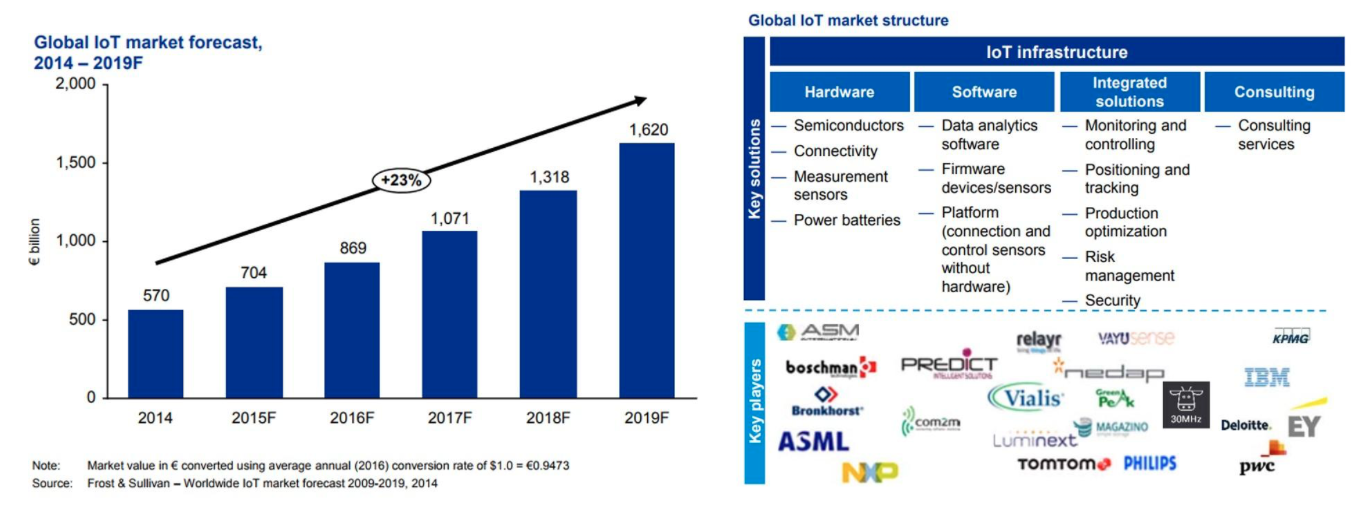 Global IoT market forecast,
2014 – 2019F
€ billion
2,000
1,500
1,000
500
0
570
704
869
1,071
1,318
1,620
+23%
2014
2015F
2016F
2017F
2018F
2019F
Note: Market value in € converted using average annual (2016) conversion rate of $1.0 = €0.9473
Source: Frost & Sullivan – Worldwide IoT market forecast 2009-2019, 2014
Global IoT market structure
Key solutions
IoT infrastructure
Hardware
— Semiconductors
— Connectivity
— Measurement
sensors
— Power batteries
Software
— Data analytics
software
— Firmware
devices/sensors
— Platform
(connection and
control sensors
without
hardware)
Integrated
solutions
— Monitoring and
controlling
— Positioning and
tracking
— Production
optimization
— Risk
management
— Security
Consulting
— Consulting
services
Key players
ASM
INTERNATIONAL
boschman
technologies
Bronkhorst
ASML
NXP
PREDICT
INTELLIGENT SOLUTIONS
com2m
relayr
VAYUSENSE
nedap
Vialis
GreenPeak
MAGAZINO
Luminext
30MHz
TOMTOM
PHILIPS
KPMG
IBM
Deloitte.
EY
pwc